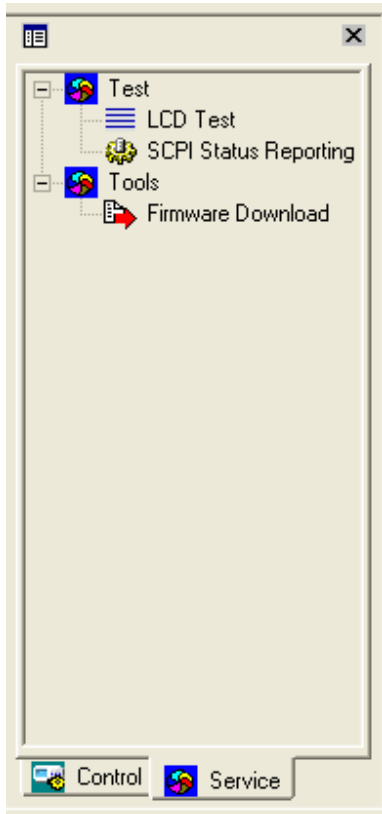 Test
LCD Test
SCPI Status Reporting
Tools
Firmware Download
Control
Service